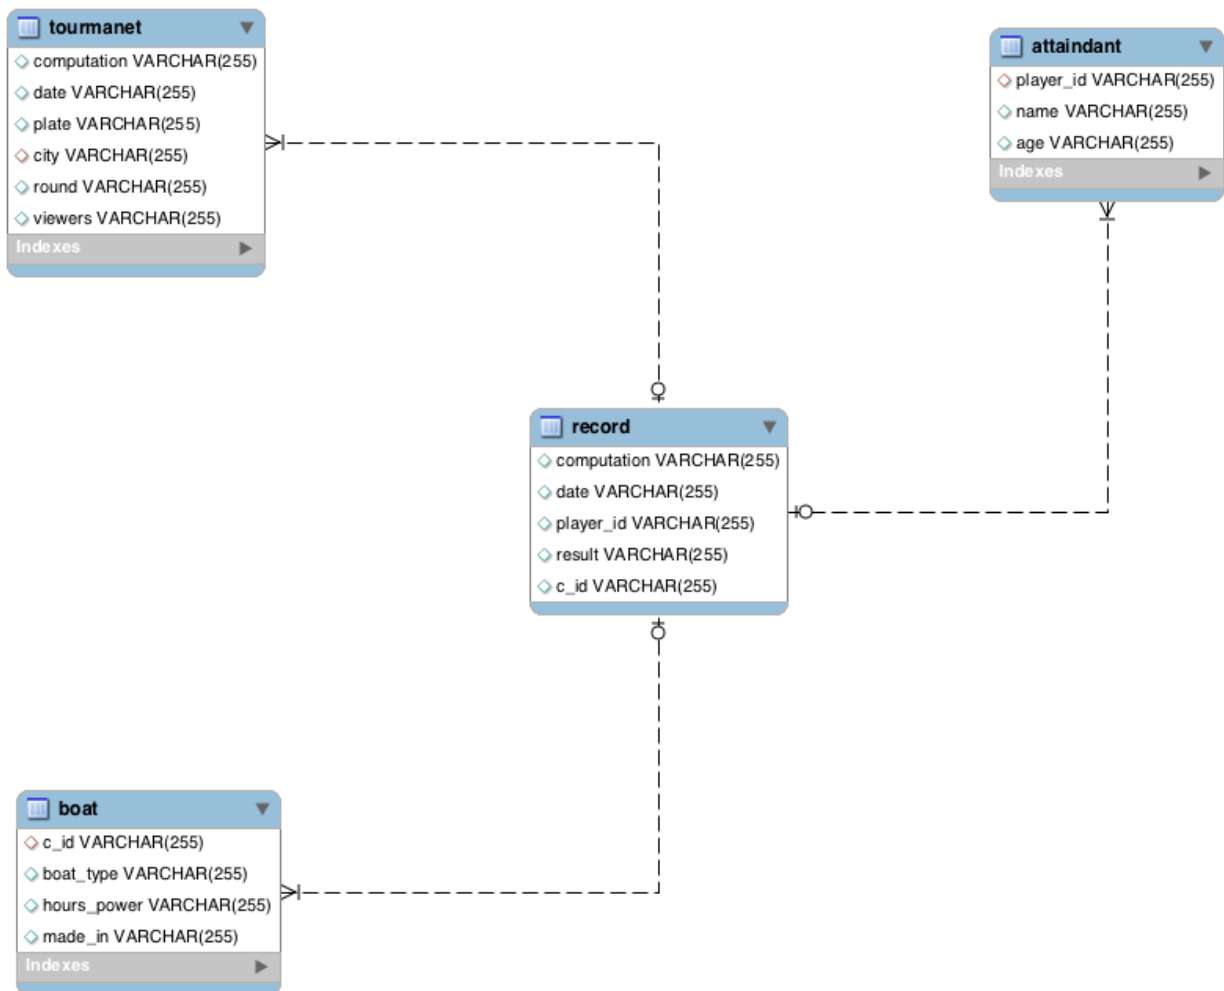 tourmanet
computation VARCHAR(255)
date VARCHAR(255)
plate VARCHAR(255)
city VARCHAR(255)
round VARCHAR(255)
viewers VARCHAR(255)
Indexes
attaindant
player_id VARCHAR(255)
name VARCHAR(255)
age VARCHAR(255)
Indexes
record
computation VARCHAR(255)
date VARCHAR(255)
player_id VARCHAR(255)
result VARCHAR(255)
c_id VARCHAR(255)
boat
c_id VARCHAR(255)
boat_type VARCHAR(255)
hours_power VARCHAR(255)
made_in VARCHAR(255)
Indexes